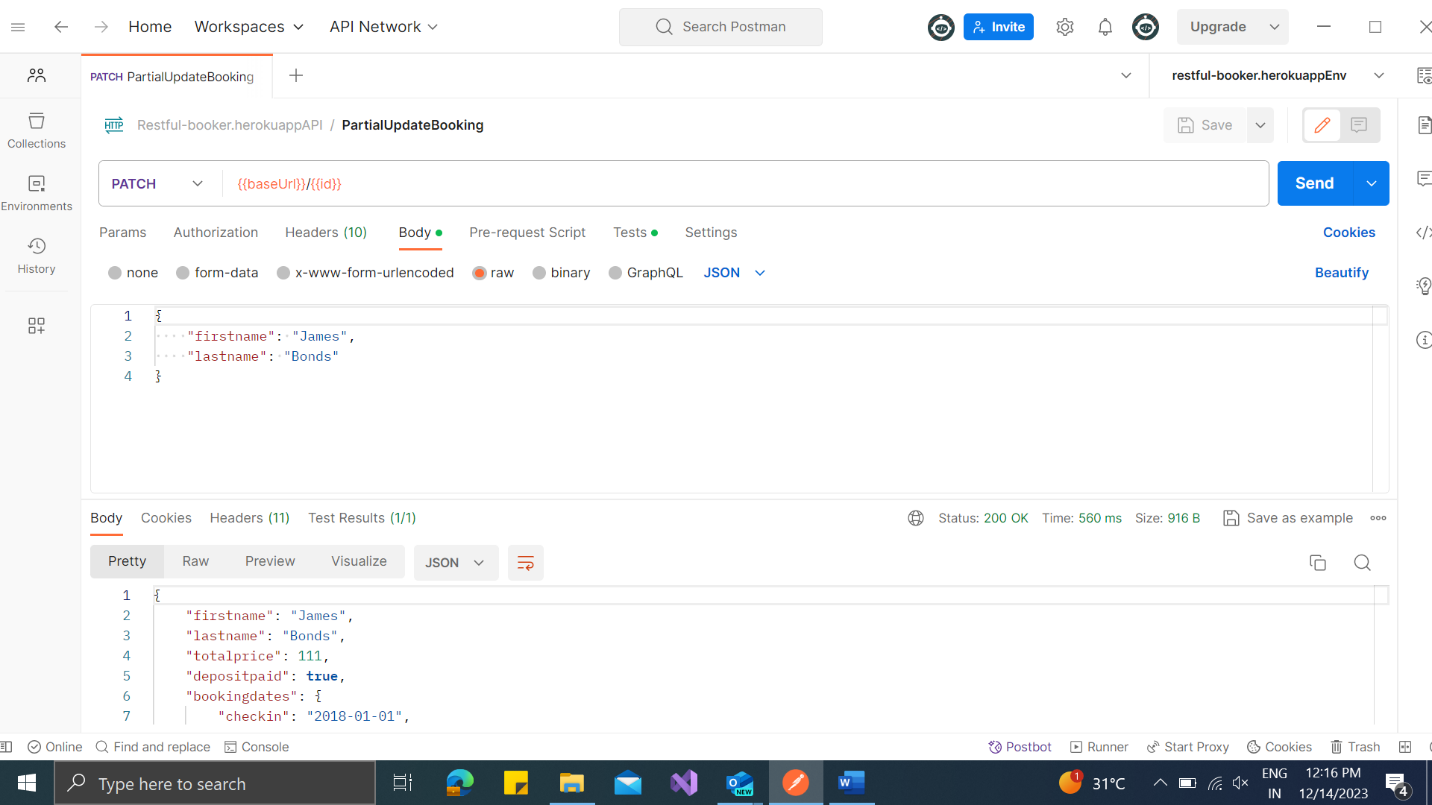 Home Workspaces API Network Search Postman Invite Upgrade
PATCH PartialUpdateBooking restful-booker.herokuappEnv
HTTP Restful-booker.herokuappAPI / PartialUpdateBooking Save
PATCH {{baseUrl}}/{{id}} Send
Params Authorization Headers (10) Body Pre-request Script Tests Settings Cookies
none form-data x-www-form-urlencoded raw binary GraphQL JSON Beautify
Collections
Environments
History
1 {
2 "firstname": "James",
3 "lastname": "Bonds"
4 }
Body Cookies Headers (11) Test Results (1/1) Status: 200 OK Time: 560 ms Size: 916 B Save as example
Pretty Raw Preview Visualize JSON
1 {
2 "firstname": "James",
3 "lastname": "Bonds",
4 "totalprice": 111,
5 "depositpaid": true,
6 "bookingdates": {
7 "checkin": "2018-01-01",
Online Find and replace Console Postbot Runner Start Proxy Cookies Trash
Type here to search NEW 1 31°C ENG 12:16 PM
IN 12/14/2023 4